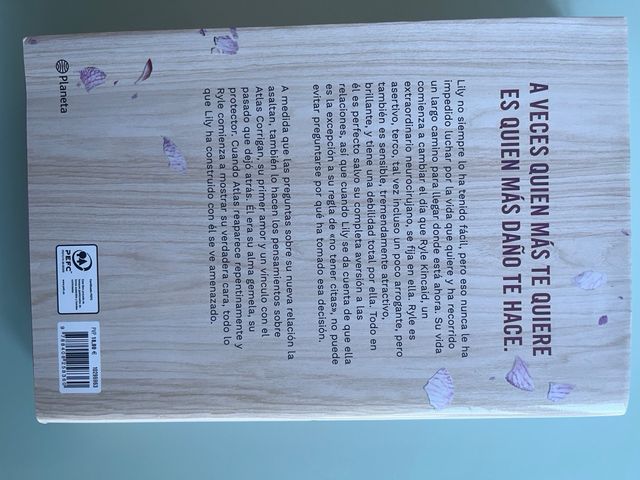 A VECES QUIEN MÁS TE QUIERE
ES QUIEN MÁS DAÑO TE HACE.
Lily no siempre lo ha tenido fácil, pero eso nunca le ha
impedido luchar por la vida que quiere y ha recorrido
un largo camino para llegar donde está ahora. Su vida
comienza a cambiar el día que Ryle Kincaid, un
extraordinario neurocirujano, se fija en ella. Ryle es
asertivo, terco, tal vez incluso un poco arrogante, pero
también es sensible, tremendamente atractivo,
brillante, y tiene una debilidad total por ella. Todo en
él es perfecto salvo su completa aversión a las
relaciones, así que cuando Lily se da cuenta de que ella
es la excepción a su regla de «no tener citas», no puede
evitar preguntarse por qué ha tomado esa decisión.
A medida que las preguntas sobre su nueva relación la
asaltan, también lo hacen los pensamientos sobre
Atlas Corrigan, su primer amor y un vínculo con el
pasado que dejó atrás. Él era su alma gemela, su
protector. Cuando Atlas reaparece repentinamente y
Ryle comienza a mostrar su verdadera cara, todo lo
que Lily ha construido con él se ve amenazado.
Planeta
PEFC
PVP 18,90 €